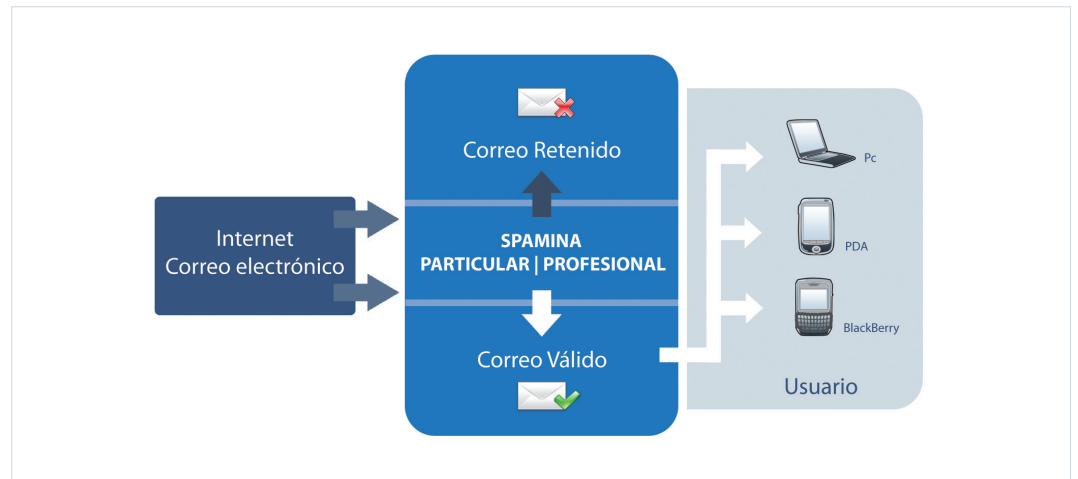 Internet
Correo electrónico
Correo Retenido
SPAMINA
PARTICULAR | PROFESIONAL
Correo Válido
Pc
PDA
BlackBerry
Usuario